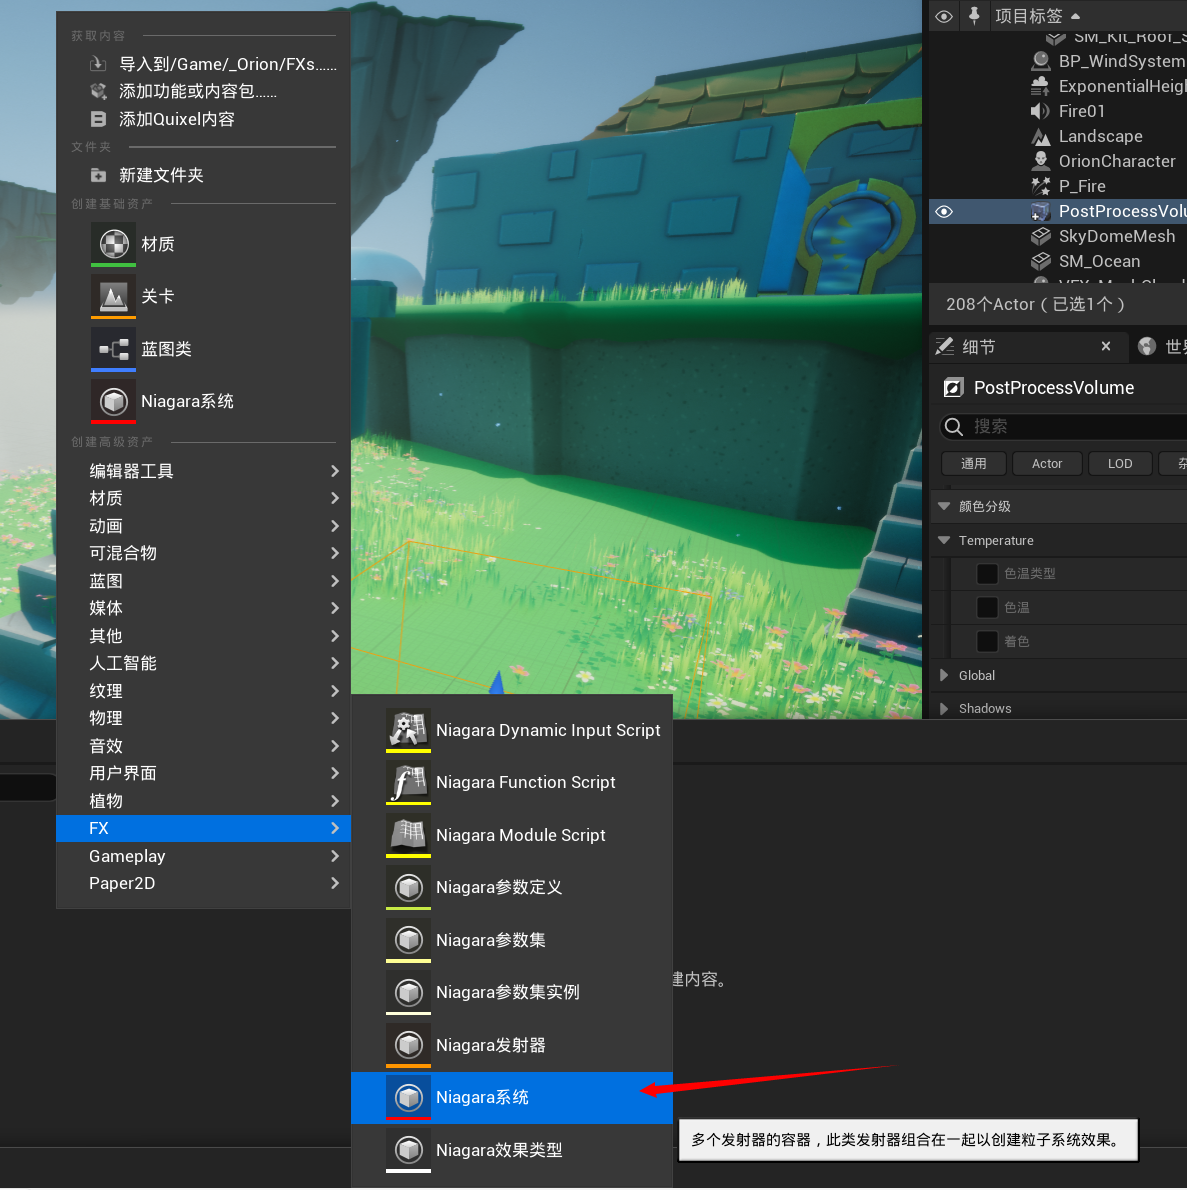 获取内容
导入到/Game/_Orion/FXs......
添加功能或内容包......
添加Quixel内容
文件夹
新建文件夹
创建基础资产
材质
关卡
蓝图类
Niagara系统
创建高级资产
编辑器工具
材质
动画
可混合物
蓝图
媒体
其他
人工智能
纹理
物理
音效
用户界面
植物
FX
Gameplay
Paper2D
Niagara Dynamic Input Script
Niagara Function Script
Niagara Module Script
Niagara参数定义
Niagara参数集
Niagara参数集实例
Niagara发射器
Niagara系统
Niagara效果类型
建内容。
多个发射器的容器，此类发射器组合在一起以创建粒子系统效果。
项目标签
SM_Kit_Roof_S
BP_WindSystem
ExponentialHeigh
Fire01
Landscape
OrionCharacter
P_Fire
PostProcessVolu
SkyDomeMesh
SM_Ocean
208个Actor（已选1个）
细节
世界
PostProcessVolume
搜索
通用
Actor
LOD
杂
颜色分级
Temperature
色温类型
色温
着色
Global
Shadows